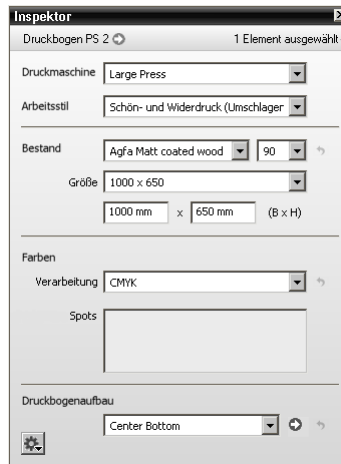 Inspektor
Druckbogen PS 2 1 Element ausgewählt
Druckmaschine Large Press
Arbeitsstil Schön- und Widerdruck (Umschlager
Bestand Agfa Matt coated wood 90
Größe 1000 x 650
1000 mm x 650 mm (B x H)
Farben
Verarbeitung CMYK
Spots
Druckbogenaufbau
Center Bottom